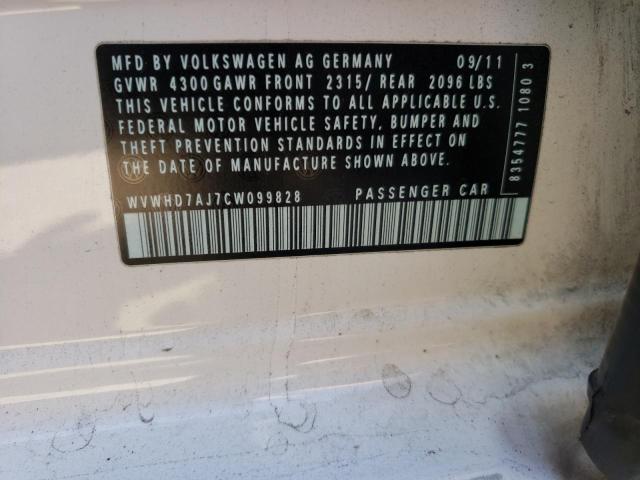 MFD BY VOLKSWAGEN AG GERMANY 09/11
GVWR 4300 GAWR FRONT 2315/ REAR 2096 LBS
THIS VEHICLE CONFORMS TO ALL APPLICABLE U.S.
FEDERAL MOTOR VEHICLE SAFETY, BUMPER AND
THEFT PREVENTION STANDARDS IN EFFECT ON
THE DATE OF MANUFACTURE SHOWN ABOVE.
WVWHD7AJ7CW099828 PASSENGER CAR
8354777 1080 3